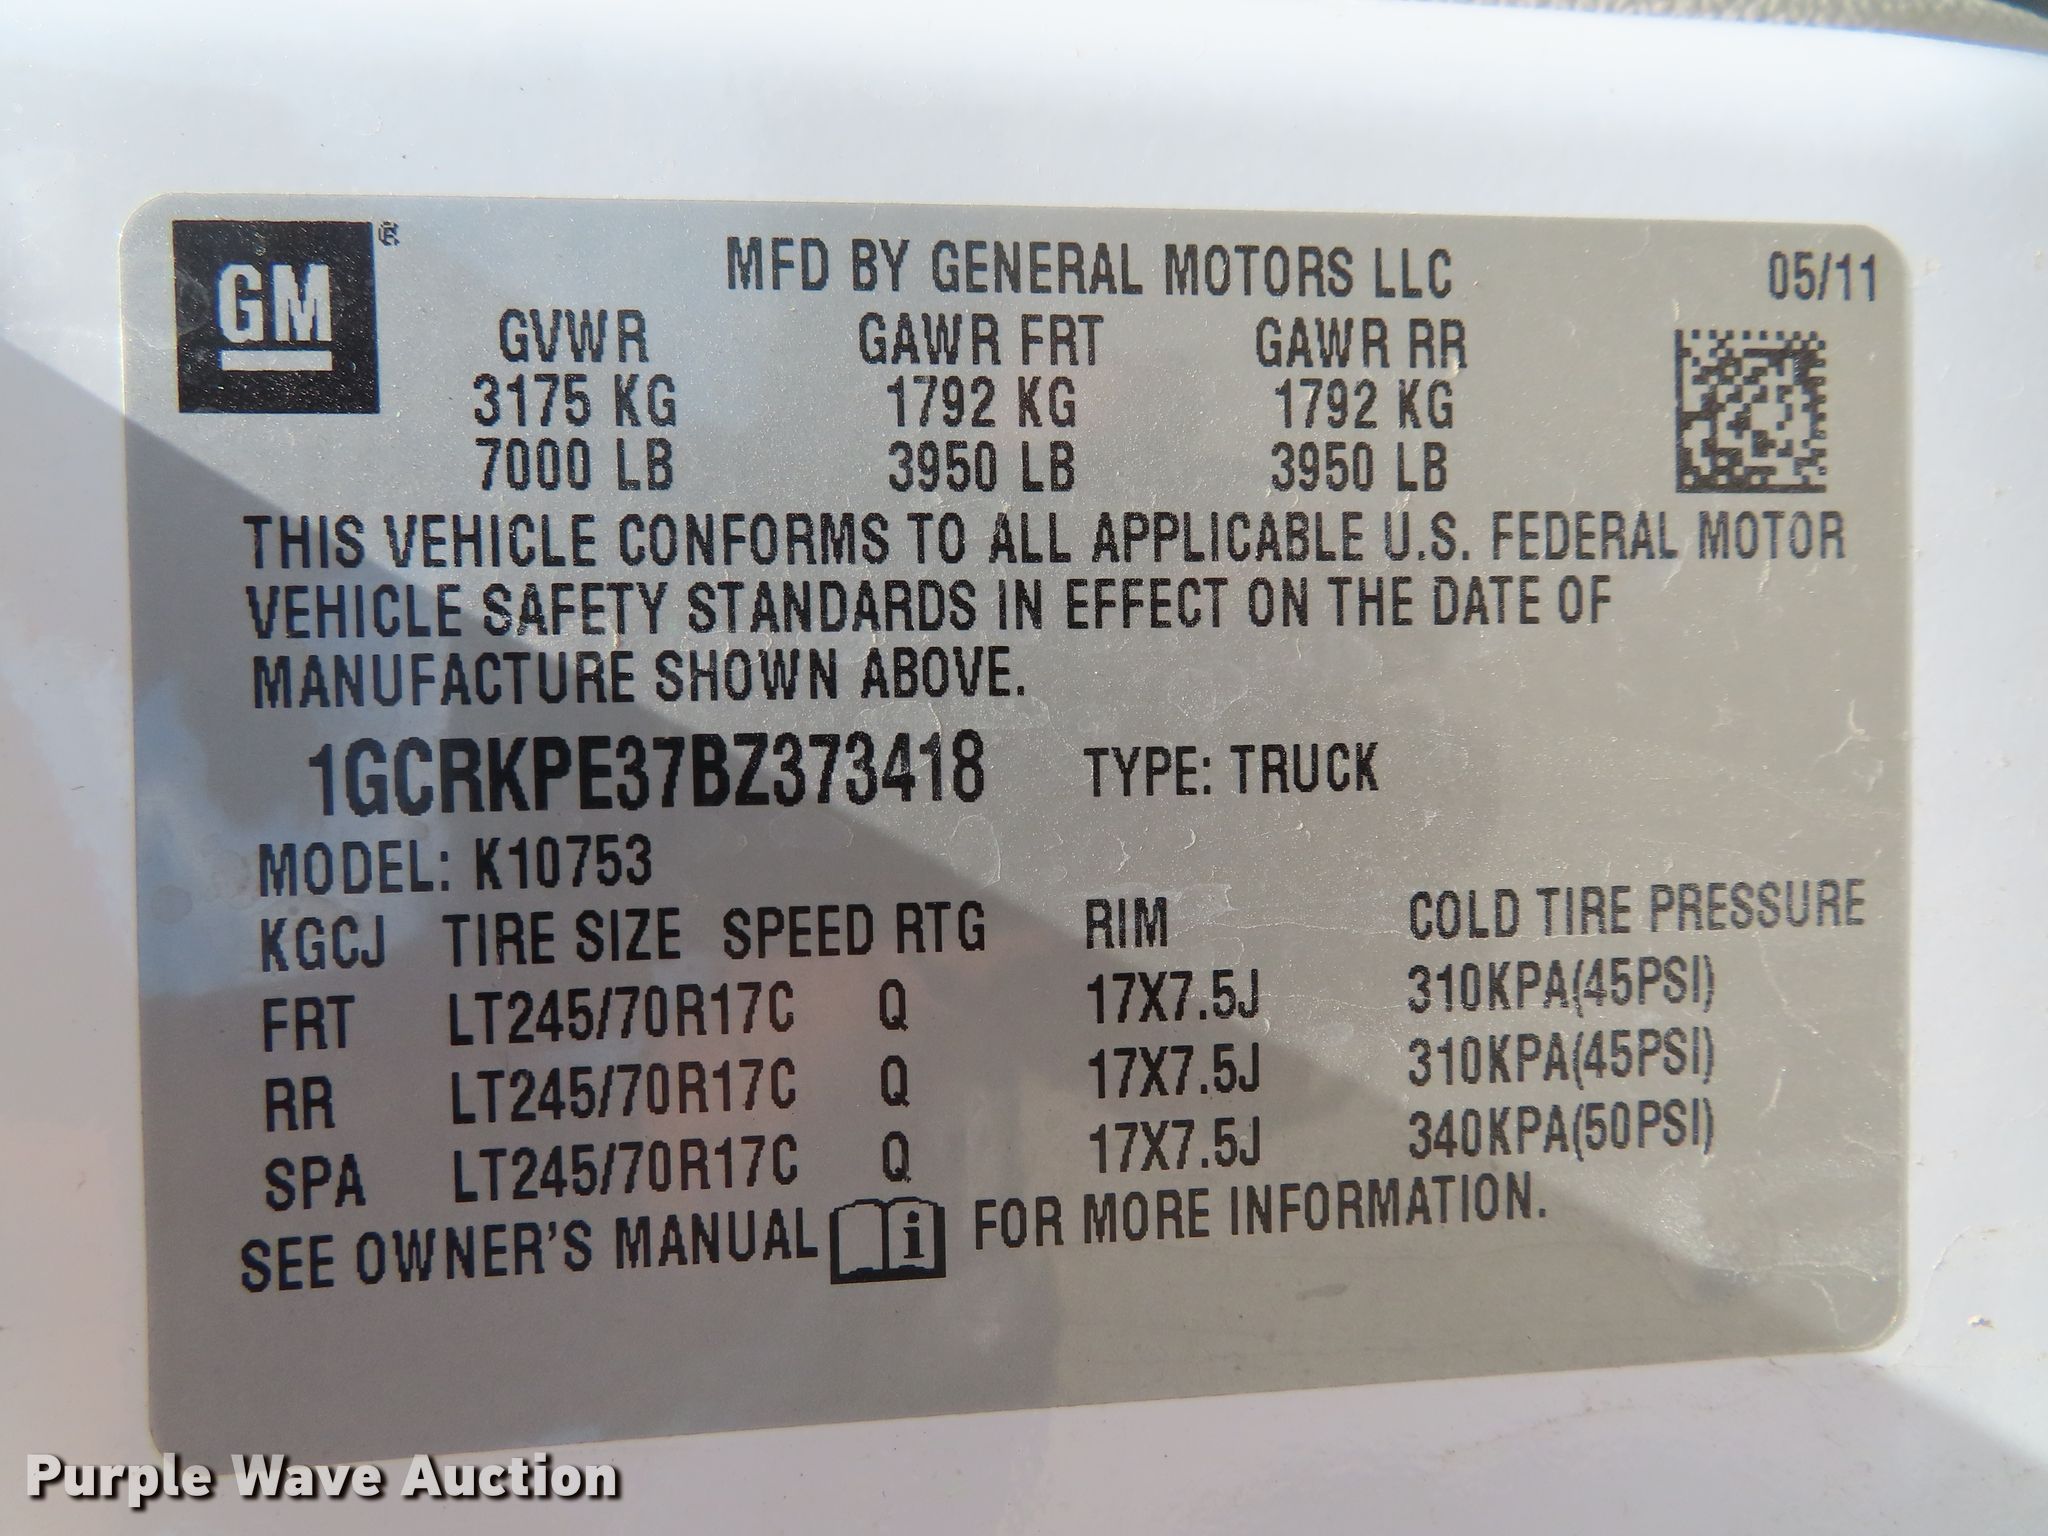 GM®
MFD BY GENERAL MOTORS LLC 05/11
GVWR GAWR FRT GAWR RR
3175 KG 1792 KG 1792 KG
7000 LB 3950 LB 3950 LB
THIS VEHICLE CONFORMS TO ALL APPLICABLE U.S. FEDERAL MOTOR
VEHICLE SAFETY STANDARDS IN EFFECT ON THE DATE OF
MANUFACTURE SHOWN ABOVE.
1GCRKPE37BZ373418 TYPE: TRUCK
MODEL: K10753
KGCJ TIRE SIZE SPEED RTG RIM COLD TIRE PRESSURE
FRT LT245/70R17C Q 17X7.5J 310KPA(45PSI)
RR LT245/70R17C Q 17X7.5J 310KPA(45PSI)
SPA LT245/70R17C Q 17X7.5J 340KPA(50PSI)
SEE OWNER'S MANUAL i FOR MORE INFORMATION.
Purple Wave Auction